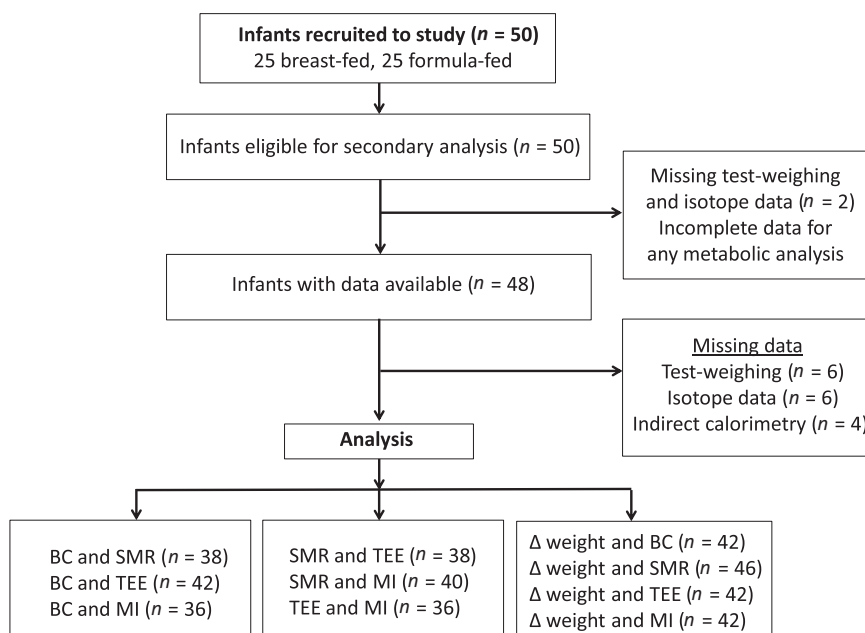 Infants recruited to study (n = 50)
25 breast-fed, 25 formula-fed
Infants eligible for secondary analysis (n = 50)
Missing test-weighing
and isotope data (n = 2)
Incomplete data for
any metabolic analysis
Infants with data available (n = 48)
Missing data
Test-weighing (n = 6)
Isotope data (n = 6)
Indirect calorimetry (n = 4)
Analysis
BC and SMR (n = 38)
BC and TEE (n = 42)
BC and MI (n = 36)
SMR and TEE (n = 38)
SMR and MI (n = 40)
TEE and MI (n = 36)
Δ weight and BC (n = 42)
Δ weight and SMR (n = 46)
Δ weight and TEE (n = 42)
Δ weight and MI (n = 42)